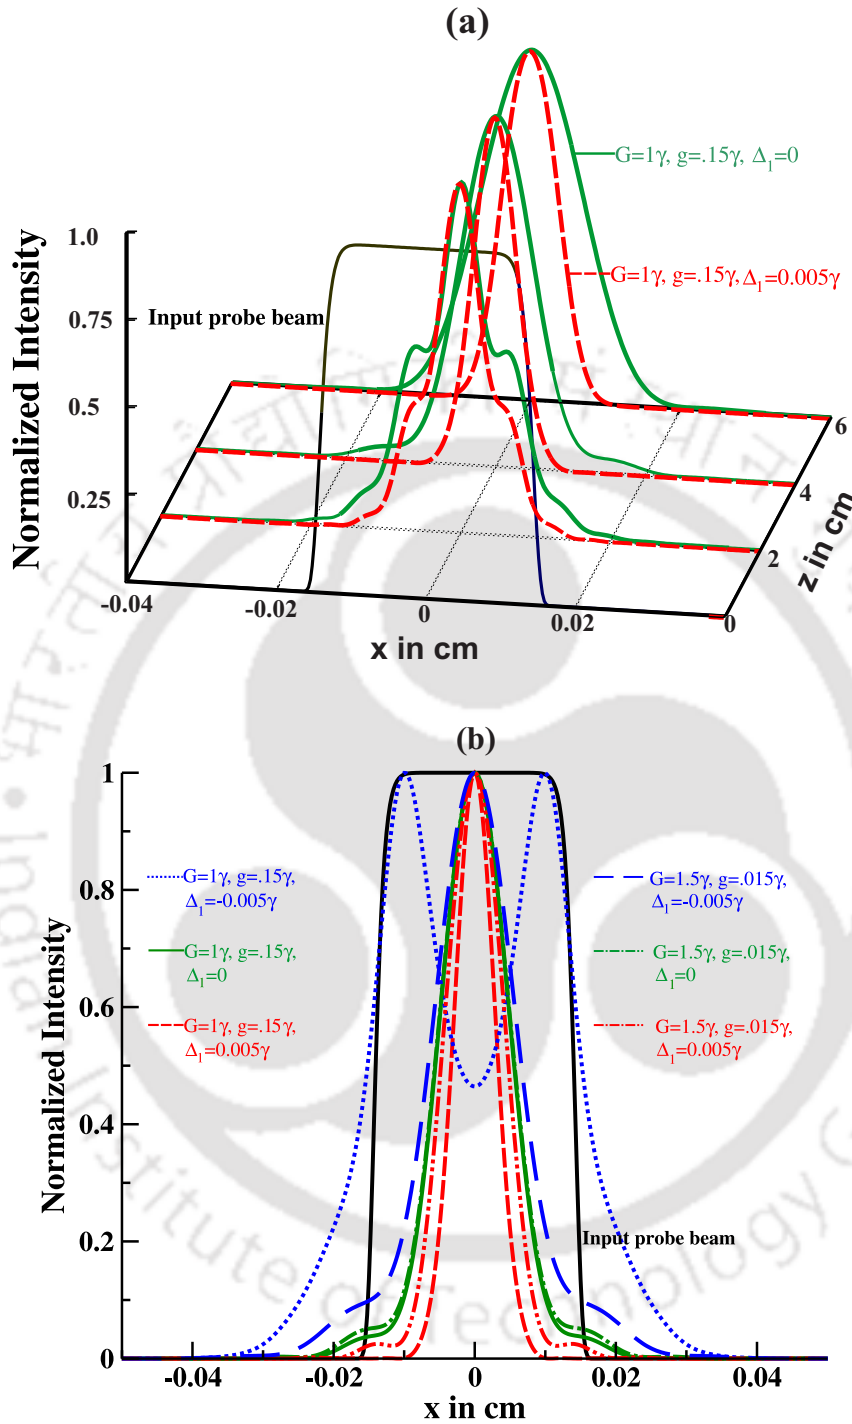 (a)
G=1γ, g=.15γ, Δ₁=0
G=1γ, g=.15γ,Δ₁=0.005γ
Normalized Intensity
1.0
0.75
0.5
0.25
Input probe beam
-0.04
-0.02
0
0.02
0
2
4
6
x in cm
z in cm
(b)
Normalized Intensity
1
0.8
0.6
0.4
0.2
0
G=1γ, g=.15γ,
Δ₁=-0.005γ
G=1γ, g=.15γ,
Δ₁=0
G=1γ, g=.15γ,
Δ₁=0.005γ
G=1.5γ, g=.015γ,
Δ₁=-0.005γ
G=1.5γ, g=.015γ,
Δ₁=0
G=1.5γ, g=.015γ,
Δ₁=0.005γ
Input probe beam
-0.04
-0.02
0
0.02
0.04
x in cm
Indian Institute of Technology G